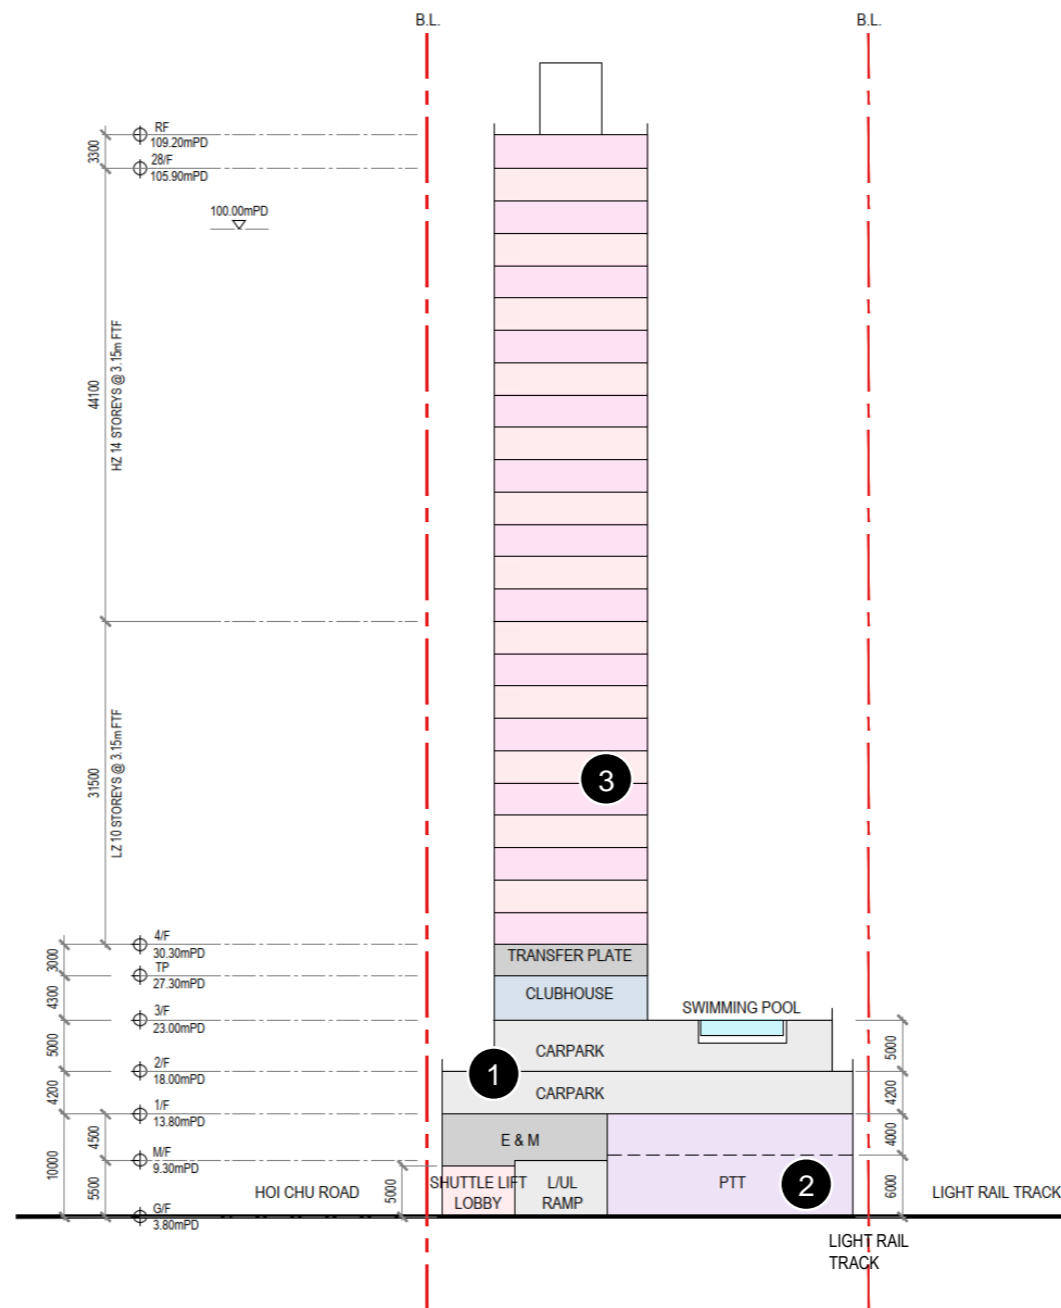 B.L.
B.L.
RF
109.20mPD
3300
28/F
105.90mPD
100.00mPD
44100
HZ 14 STOREYS @ 3.15m FTF
31500
LZ 10 STOREYS @ 3.15m FTF
3
4/F
30.30mPD
3000
TP
27.30mPD
TRANSFER PLATE
4300
CLUBHOUSE
3/F
23.00mPD
SWIMMING POOL
5000
CARPARK
5000
2/F
18.00mPD
1
4200
CARPARK
4200
1/F
13.80mPD
4500
E & M
4000
M/F
9.30mPD
10000
5500
HOI CHU ROAD
5000
SHUTTLE LIFT
LOBBY
L/UL
RAMP
PTT
2
6000
LIGHT RAIL TRACK
G/F
3.80mPD
LIGHT RAIL
TRACK